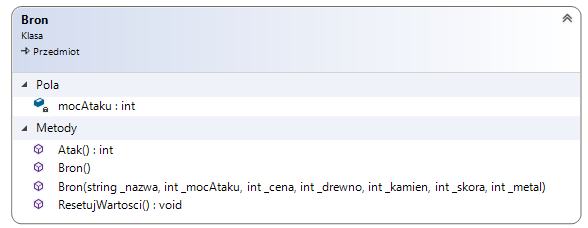 Bron
Klasa
Przedmiot
Pola
mocAtaku : int
Metody
Atak() : int
Bron()
Bron(string _nazwa, int _mocAtaku, int _cena, int _drewno, int _kamien, int _skora, int _metal)
ResetujWartosci() : void